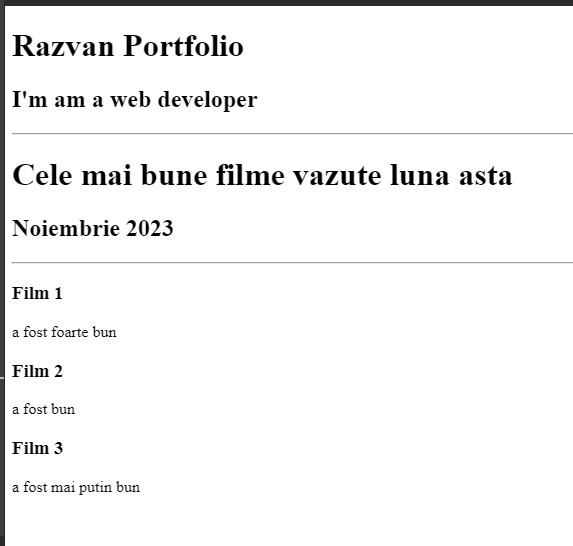 Razvan Portfolio
I'm am a web developer
Cele mai bune filme vazute luna asta
Noiembrie 2023
Film 1
a fost foarte bun
Film 2
a fost bun
Film 3
a fost mai putin bun